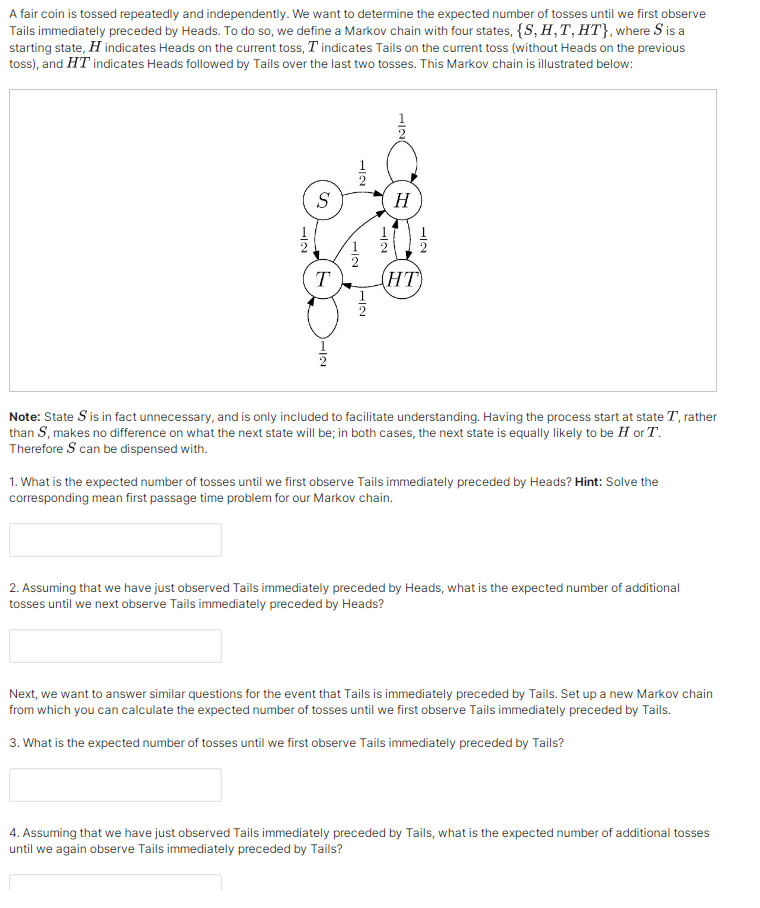 A fair coin is tossed repeatedly and independently. We want to determine the expected number of tosses until we first observe
Tails immediately preceded by Heads. To do so, we define a Markov chain with four states, {S, H, T, HT}, where S is a
starting state, H indicates Heads on the current toss, T indicates Tails on the current toss (without Heads on the previous
toss), and HT indicates Heads followed by Tails over the last two tosses. This Markov chain is illustrated below:
1/2
1/2
S
H
1/2
1/2
1/2
1/2
T
HT
1/2
1/2
Note: State S is in fact unnecessary, and is only included to facilitate understanding. Having the process start at state T, rather
than S, makes no difference on what the next state will be; in both cases, the next state is equally likely to be H or T.
Therefore S can be dispensed with.
1. What is the expected number of tosses until we first observe Tails immediately preceded by Heads? Hint: Solve the
corresponding mean first passage time problem for our Markov chain.
2. Assuming that we have just observed Tails immediately preceded by Heads, what is the expected number of additional
tosses until we next observe Tails immediately preceded by Heads?
Next, we want to answer similar questions for the event that Tails is immediately preceded by Tails. Set up a new Markov chain
from which you can calculate the expected number of tosses until we first observe Tails immediately preceded by Tails.
3. What is the expected number of tosses until we first observe Tails immediately preceded by Tails?
4. Assuming that we have just observed Tails immediately preceded by Tails, what is the expected number of additional tosses
until we again observe Tails immediately preceded by Tails?